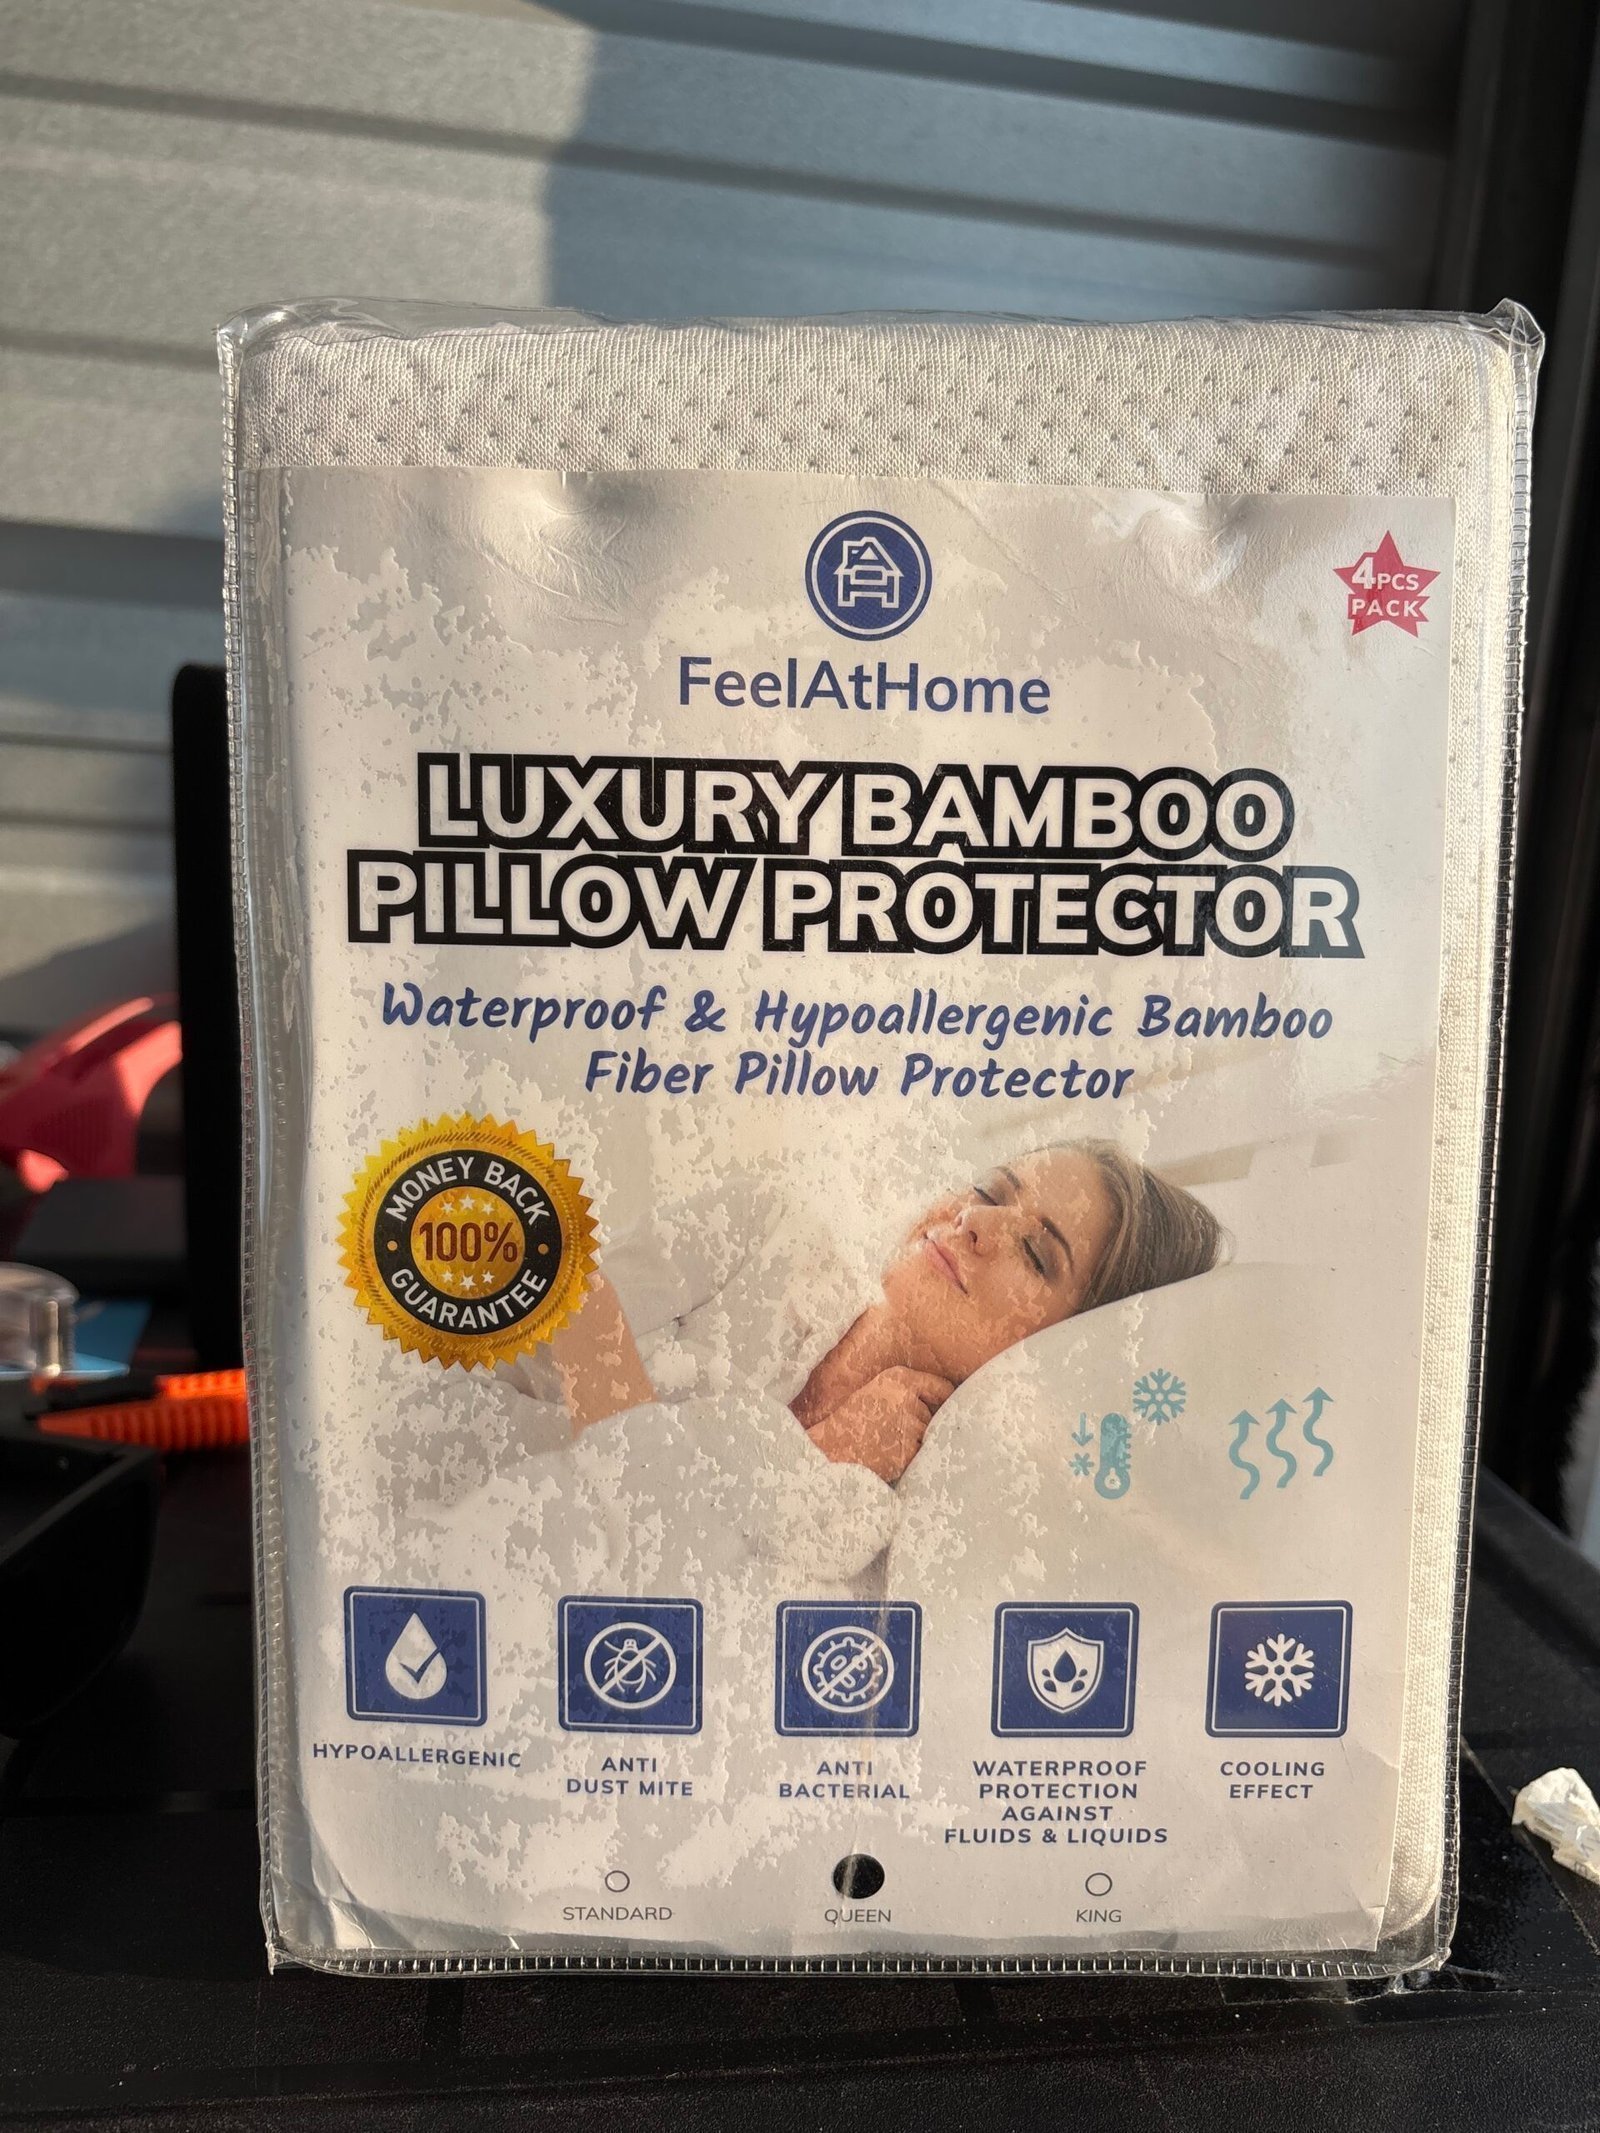 4PCS
PACK
FeelAtHome
LUXURY BAMBOO
PILLOW PROTECTOR
Waterproof & Hypoallergenic Bamboo
Fiber Pillow Protector
MONEY BACK
100%
GUARANTEE
HYPOALLERGENIC
ANTI
DUST MITE
ANTI
BACTERIAL
WATERPROOF
PROTECTION
AGAINST
FLUIDS & LIQUIDS
COOLING
EFFECT
STANDARD
QUEEN
KING